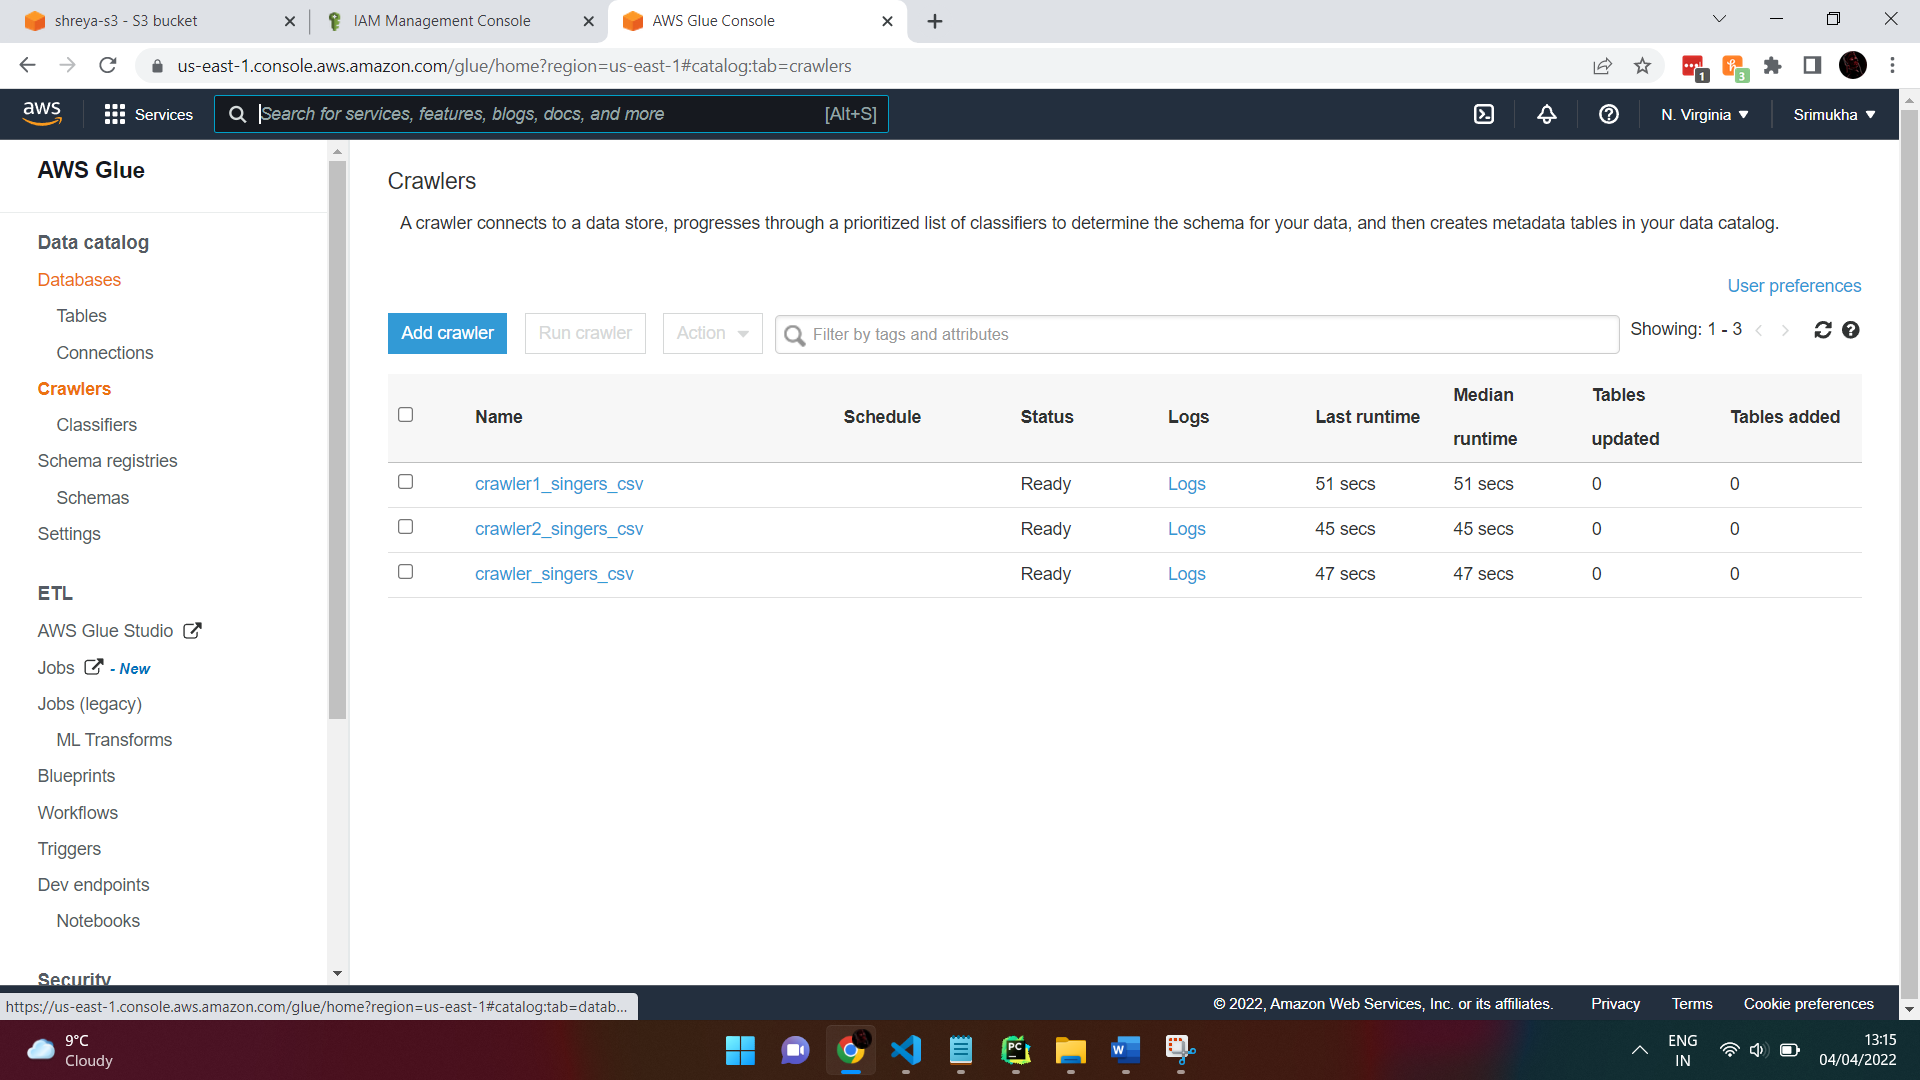 shreya-s3 - S3 bucket
IAM Management Console
AWS Glue Console
us-east-1.console.aws.amazon.com/glue/home?region=us-east-1#catalog:tab=crawlers
1
3
aws
Services
Search for services, features, blogs, docs, and more
[Alt+S]
N. Virginia
Srimukha
AWS Glue
Data catalog
Databases
Tables
Connections
Crawlers
Classifiers
Schema registries
Schemas
Settings
ETL
AWS Glue Studio
Jobs - New
Jobs (legacy)
ML Transforms
Blueprints
Workflows
Triggers
Dev endpoints
Notebooks
Security
Crawlers
A crawler connects to a data store, progresses through a prioritized list of classifiers to determine the schema for your data, and then creates metadata tables in your data catalog.
User preferences
Add crawler
Run crawler
Action
Filter by tags and attributes
Showing: 1 - 3
Name Schedule Status Logs Last runtime Median runtime Tables updated Tables added
crawler1_singers_csv Ready Logs 51 secs 51 secs 0 0
crawler2_singers_csv Ready Logs 45 secs 45 secs 0 0
crawler_singers_csv Ready Logs 47 secs 47 secs 0 0
https://us-east-1.console.aws.amazon.com/glue/home?region=us-east-1#catalog:tab=datab...
© 2022, Amazon Web Services, Inc. or its affiliates.
Privacy
Terms
Cookie preferences
9°C
Cloudy
PC
W
ENG
IN
13:15
04/04/2022